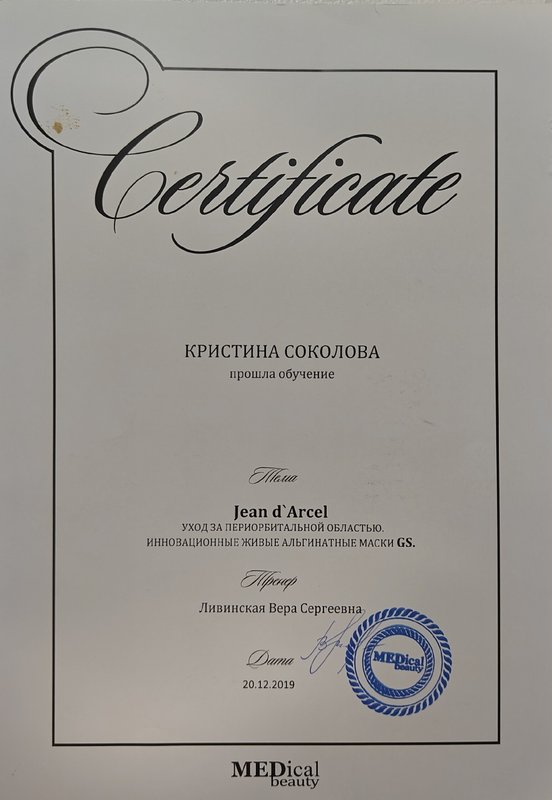 Certificate
КРИСТИНА СОКОЛОВА
прошла обучение
Тема
Jean d`Arcel
УХОД ЗА ПЕРИОРБИТАЛЬНОЙ ОБЛАСТЬЮ.
ИННОВАЦИОННЫЕ ЖИВЫЕ АЛЬГИНАТНЫЕ МАСКИ GS.
Тренер
Ливинская Вера Сергеевна
Дата
MEDical
beauty
20.12.2019
MEDical
beauty